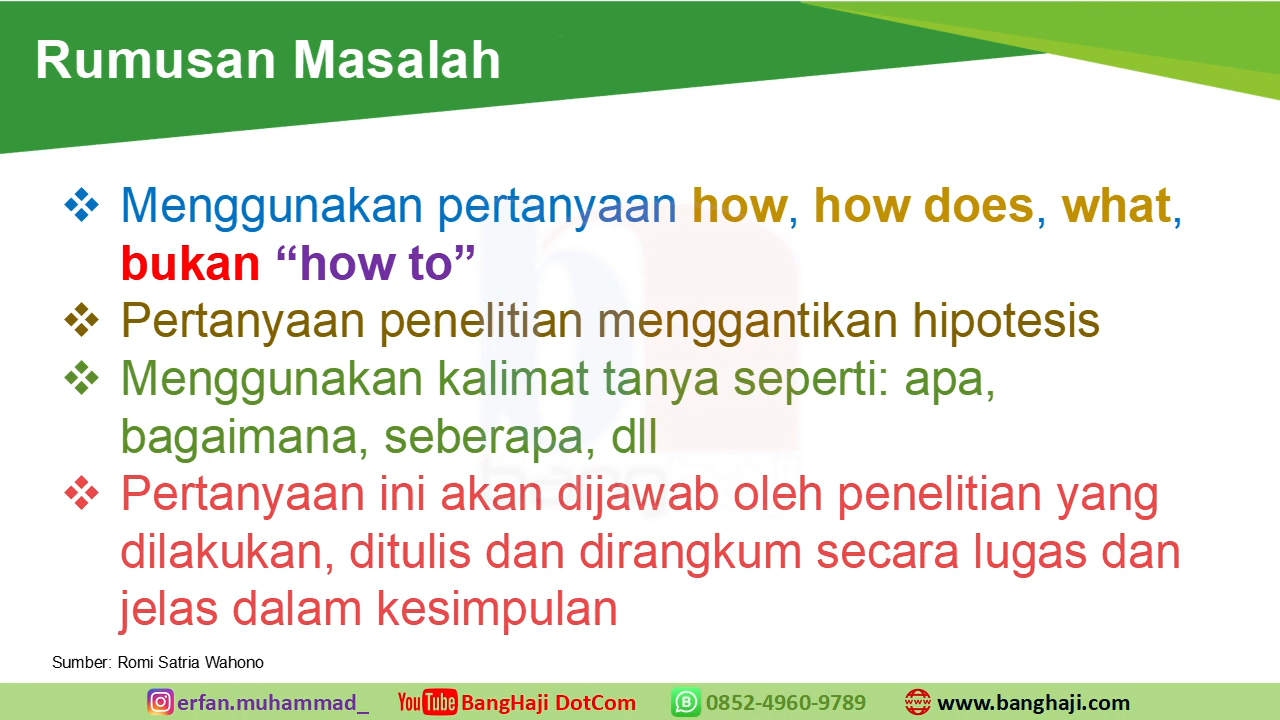 Rumusan Masalah
❖ Menggunakan pertanyaan how, how does, what,
bukan “how to”
❖ Pertanyaan penelitian menggantikan hipotesis
❖ Menggunakan kalimat tanya seperti: apa,
bagaimana, seberapa, dll
❖ Pertanyaan ini akan dijawab oleh penelitian yang
dilakukan, ditulis dan dirangkum secara lugas dan
jelas dalam kesimpulan
Sumber: Romi Satria Wahono
erfan.muhammad_ YouTube BangHaji DotCom 0852-4960-9789 www.banghaji.com